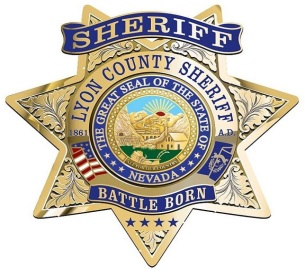 SHERIFF
LYON COUNTY SHERIFF
1861 A.D.
THE GREAT SEAL OF THE STATE OF
NEVADA
BATTLE BORN